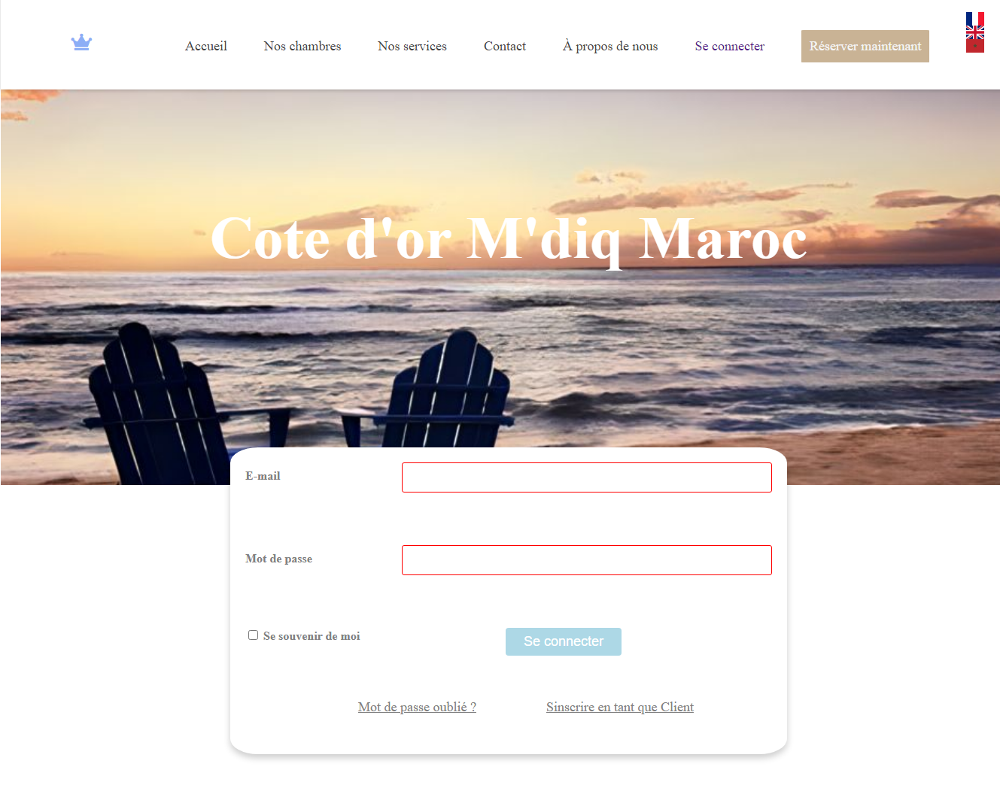 Accueil Nos chambres Nos services Contact À propos de nous Se connecter Réserver maintenant
Cote d'or M'diq Maroc
E-mail
Mot de passe
Se souvenir de moi Se connecter
Mot de passe oublié ? Sinscrire en tant que Client